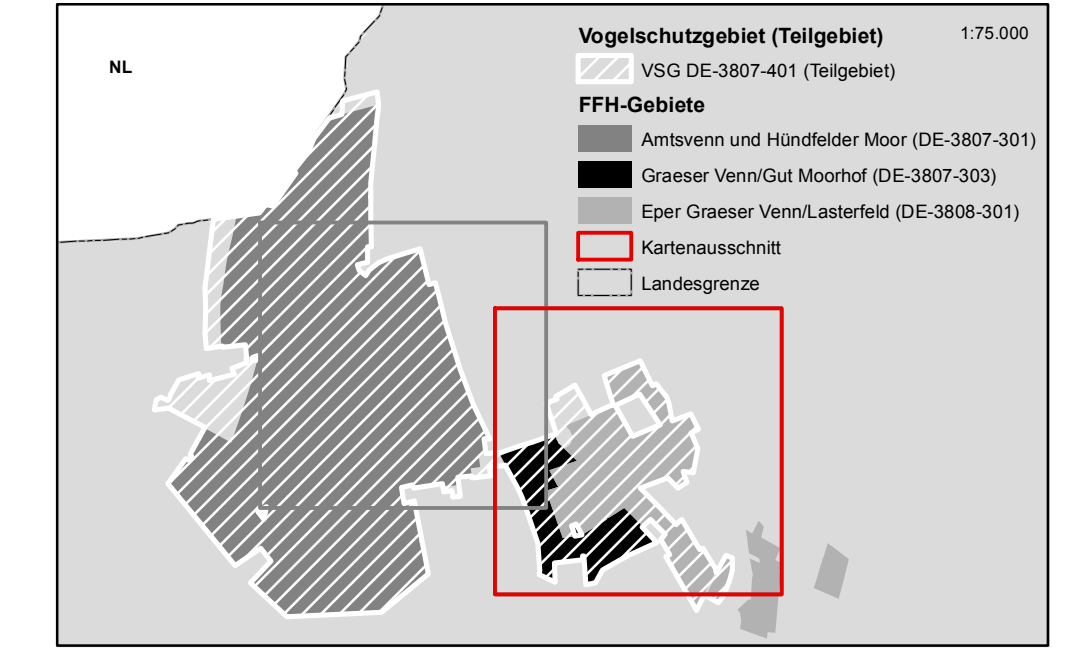 NL
Vogelschutzgebiet (Teilgebiet) 1:75.000
VSG DE-3807-401 (Teilgebiet)
FFH-Gebiete
Amtsvenn und Hündfelder Moor (DE-3807-301)
Graeser Venn/Gut Moorhof (DE-3807-303)
Eper Graeser Venn/Lasterfeld (DE-3808-301)
Kartenausschnitt
Landesgrenze